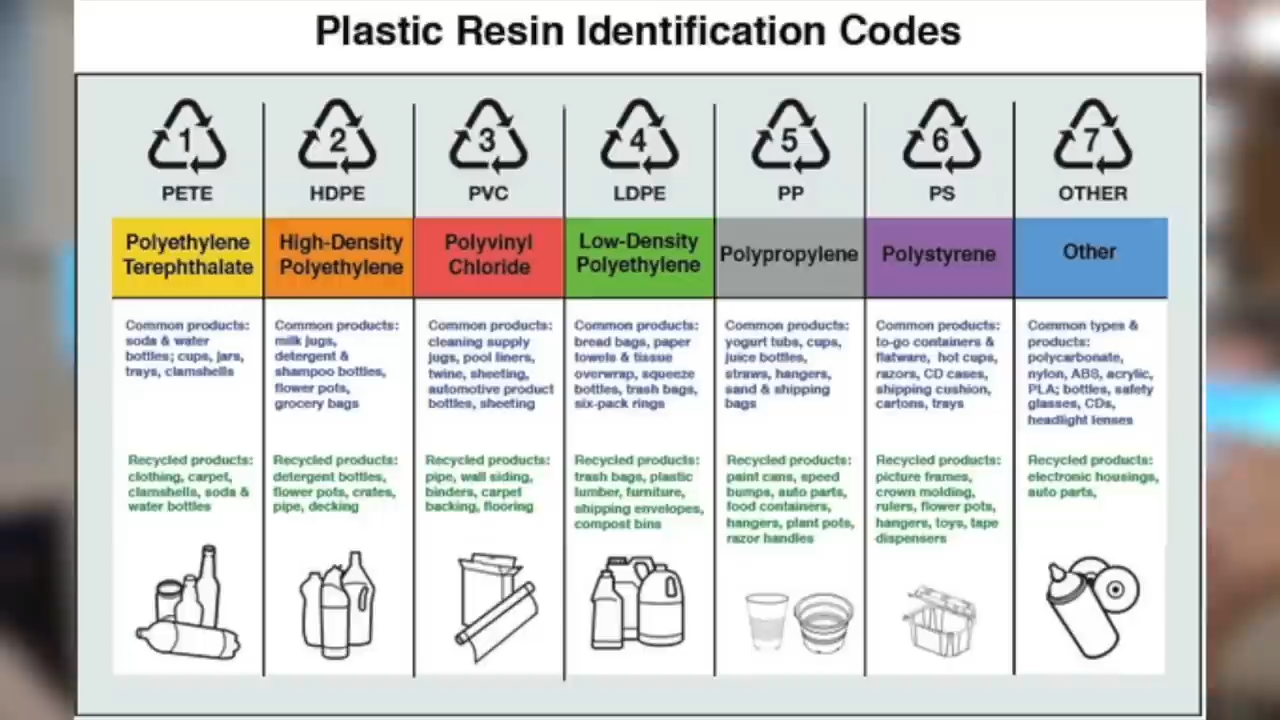 Plastic Resin Identification Codes
1
PETE
Polyethylene
Terephthalate
Common products:
soda & water
bottles; cups, jars,
trays, clamshells
Recycled products:
clothing, carpet,
clamshells, soda &
water bottles
2
HDPE
High-Density
Polyethylene
Common products:
milk jugs,
detergent &
shampoo bottles,
flower pots,
grocery bags
Recycled products:
detergent bottles,
flower pots, crates,
pipe, decking
3
PVC
Polyvinyl
Chloride
Common products:
cleaning supply
jugs, pool liners,
twine, sheeting,
automotive product
bottles, sheeting
Recycled products:
pipe, wall siding,
binders, carpet
backing, flooring
4
LDPE
Low-Density
Polyethylene
Common products:
bread bags, paper
towels & tissue
overwrap, squeeze
bottles, trash bags,
six-pack rings
Recycled products:
trash bags, plastic
lumber, furniture,
shipping envelopes,
compost bins
5
PP
Polypropylene
Common products:
yogurt tubs, cups,
juice bottles,
straws, hangers,
sand & shipping
bags
Recycled products:
paint cans, speed
bumps, auto parts,
food containers,
hangers, plant pots,
razor handles
6
PS
Polystyrene
Common products:
to-go containers &
flatware, hot cups,
razors, CD cases,
shipping cushion,
cartons, trays
Recycled products:
picture frames,
crown molding,
rulers, flower pots,
hangers, toys, tape
dispensers
7
OTHER
Other
Common types &
products:
polycarbonate,
nylon, ABS, acrylic,
PLA; bottles, safety
glasses, CDs,
headlight lenses
Recycled products:
electronic housings,
auto parts,